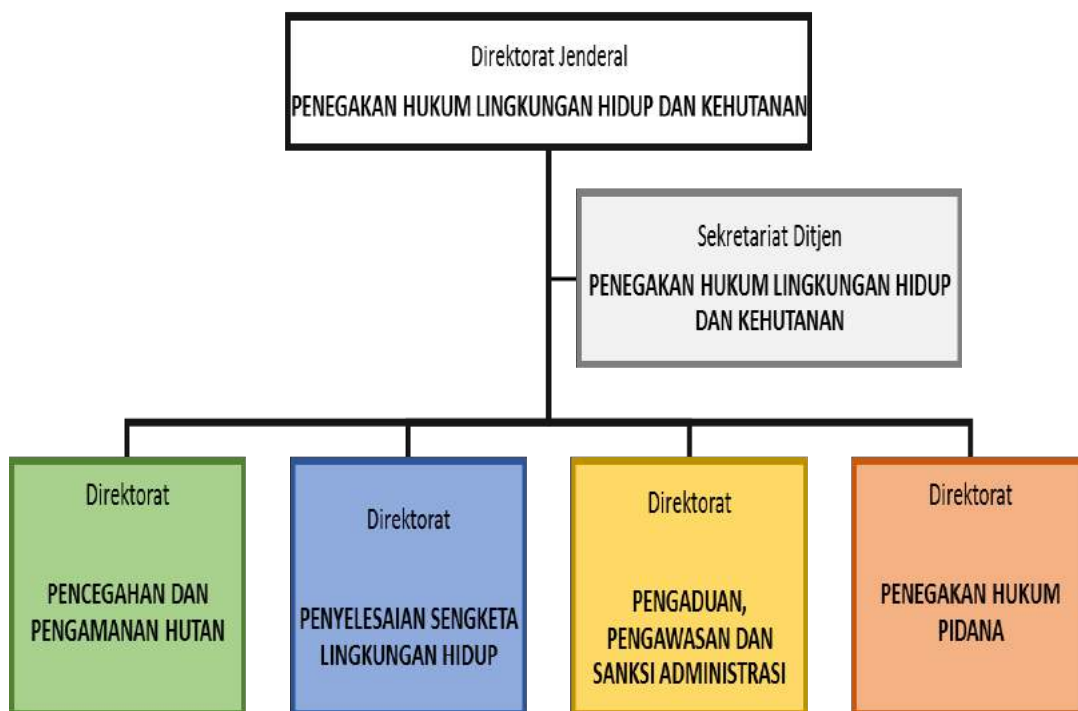 Direktorat Jenderal
PENEGAKAN HUKUM LINGKUNGAN HIDUP DAN KEHUTANAN
Sekretariat Ditjen
PENEGAKAN HUKUM LINGKUNGAN HIDUP
DAN KEHUTANAN
Direktorat
PENCEGAHAN DAN
PENGAMANAN HUTAN
Direktorat
PENYELESAIAN SENGKETA
LINGKUNGAN HIDUP
Direktorat
PENGADUAN,
PENGAWASAN DAN
SANKSI ADMINISTRASI
Direktorat
PENEGAKAN HUKUM
PIDANA